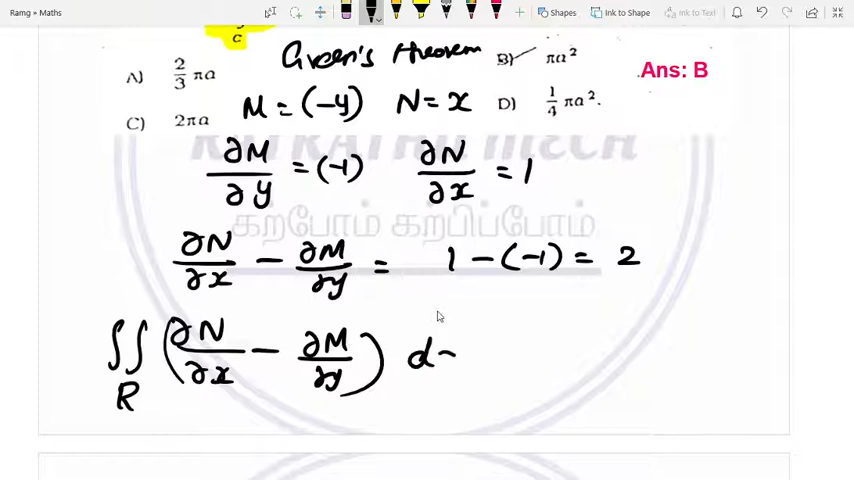 Ramg » Maths
Shapes Ink to Shape Ink to Text
c
Green's theorem
A) 2/3 πa B) πa²
Ans: B
M = (-y) N = x
C) 2πa D) 1/4 πa².
∂M/∂y = (-1) ∂N/∂x = 1
கற்போம் கற்பிப்போம்
∂N/∂x - ∂M/∂y = 1 - (-1) = 2
∬R (∂N/∂x - ∂M/∂y) d